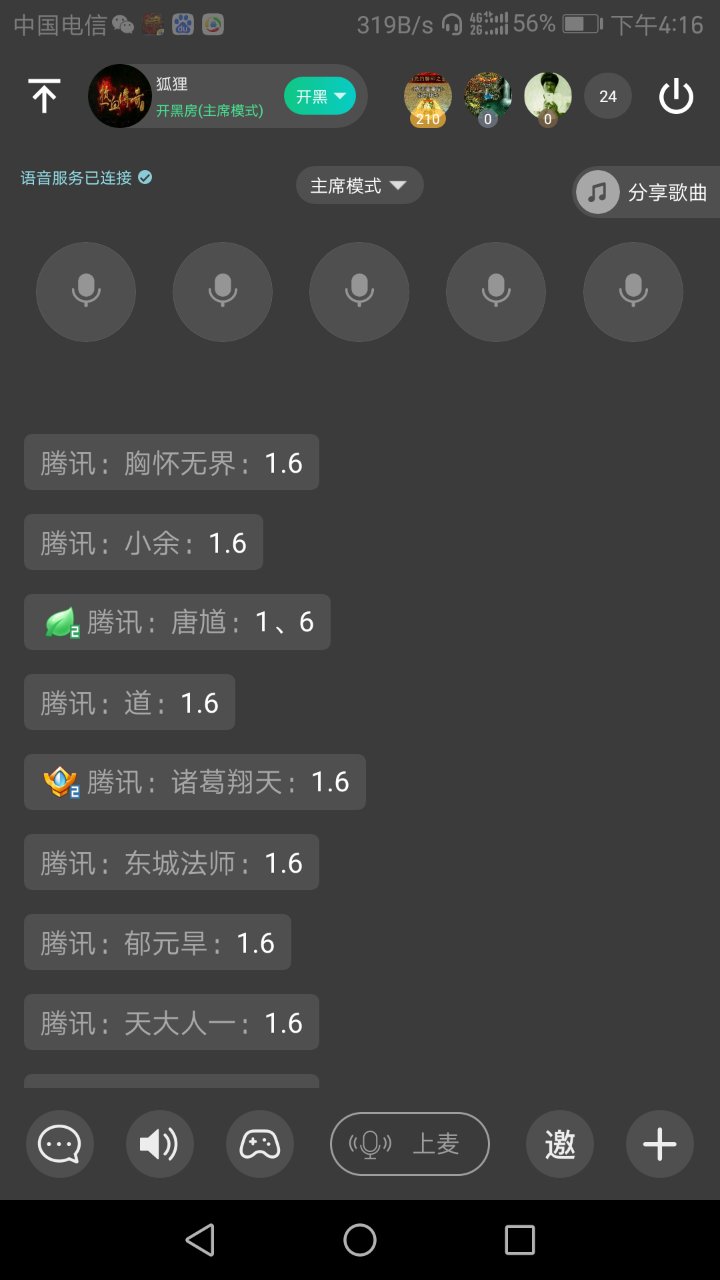 中国电信 319B/s 4G 2G 56% 下午4:16
狐狸
开黑房(主席模式)
开黑
210
0
0
24
语音服务已连接
主席模式
分享歌曲
腾讯：胸怀无界：1.6
腾讯：小余：1.6
2 腾讯：唐馗：1、6
腾讯：道：1.6
2 腾讯：诸葛翔天：1.6
腾讯：东城法师：1.6
腾讯：郁元旱：1.6
腾讯：天大人一：1.6
上麦
邀